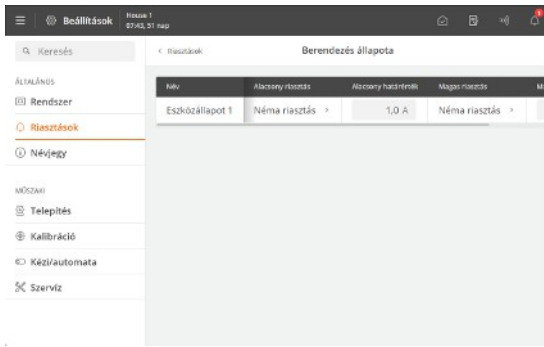 Beállítások
House 1
07:43, 51 nap
1
Keresés
< Riasztások
Berendezés állapota
ÁLTALÁNOS
Rendszer
Riasztások
Névjegy
MŰSZAKI
Telepítés
Kalibráció
Kézi/automata
Szerviz
Név Alacsony riasztás Alacsony határérték Magas riasztás M
Eszközállapot 1 Néma riasztás > 1,0 A Néma riasztás >